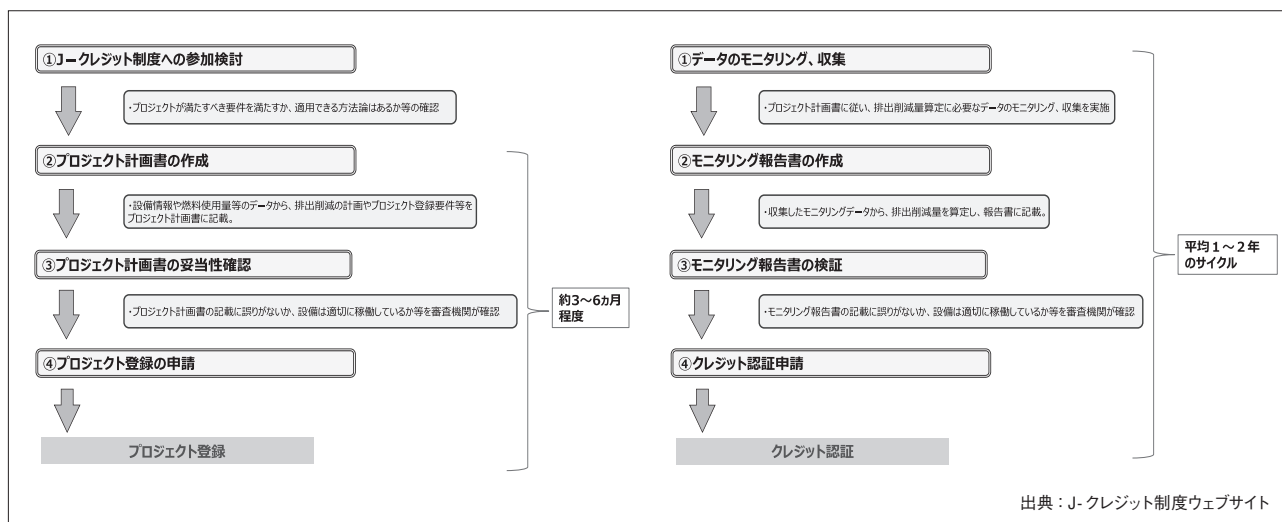 ①J－クレジット制度への参加検討
・プロジェクトが満たすべき要件を満たすか、適用できる方法論はあるか等の確認
②プロジェクト計画書の作成
・設備情報や燃料使用量等のデータから、排出削減の計画やプロジェクト登録要件等を
プロジェクト計画書に記載。
③プロジェクト計画書の妥当性確認
・プロジェクト計画書の記載に誤りがないか、設備は適切に稼働しているか等を審査機関が確認
④プロジェクト登録の申請
プロジェクト登録
約3～6ヵ月
程度
①データのモニタリング、収集
・プロジェクト計画書に従い、排出削減量算定に必要なデータのモニタリング、収集を実施
②モニタリング報告書の作成
・収集したモニタリングデータから、排出削減量を算定し、報告書に記載。
③モニタリング報告書の検証
・モニタリング報告書の記載に誤りがないか、設備は適切に稼働しているか等を審査機関が確認
④クレジット認証申請
クレジット認証
平均１～２年
のサイクル
出典：J-クレジット制度ウェブサイト